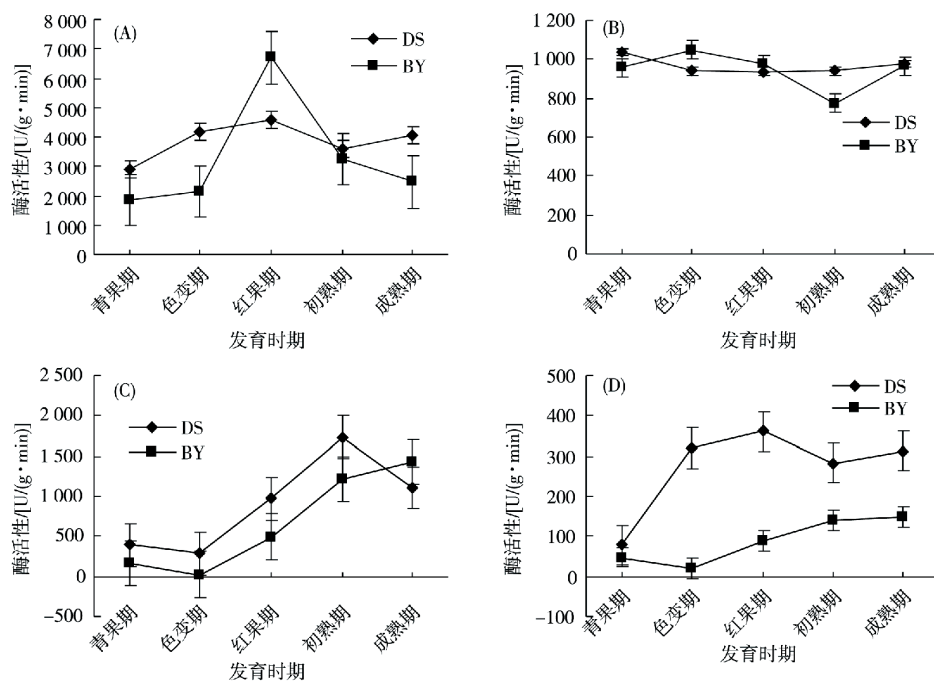 (A)
酶活性/[U/(g·min)]
8 000
7 000
6 000
5 000
4 000
3 000
2 000
1 000
0
DS
BY
青果期
色变期
红果期
初熟期
成熟期
发育时期
(B)
酶活性/[U/(g·min)]
1 200
1 000
800
600
400
200
0
DS
BY
青果期
色变期
红果期
初熟期
成熟期
发育时期
(C)
酶活性/[U/(g·min)]
2 500
2 000
1 500
1 000
500
0
-500
DS
BY
青果期
色变期
红果期
初熟期
成熟期
发育时期
(D)
酶活性/[U/(g·min)]
500
400
300
200
100
0
-100
DS
BY
青果期
色变期
红果期
初熟期
成熟期
发育时期